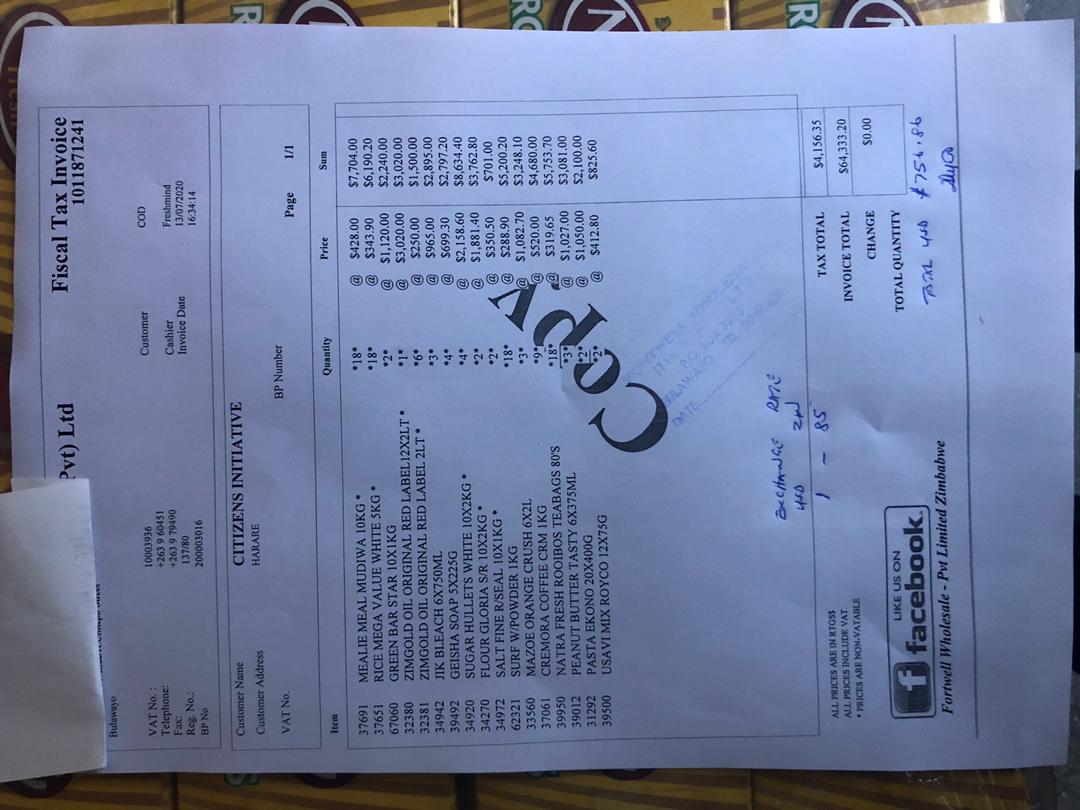 Fiscal Tax Invoice
1011871241
Pvt) Ltd
Bulawayo
VAT No. : 10003936
Telephone: +263 9 60451
Fax: +263 9 79490
Reg. No.: 137/80
BP No 200003016
Customer COD
Cashier Freshmind
Invoice Date 13/07/2020
16:34:14
Customer Name CITIZENS INITIATIVE
Customer Address HARARE
VAT No. BP Number Page 1/1
Item Quantity Price Sum
37691 MEALIE MEAL MUDIWA 10KG * *18* @ $428.00 $7,704.00
37651 RICE MEGA VALUE WHITE 5KG * *18* @ $343.90 $6,190.20
67060 GREEN BAR STAR 10X1KG *2* @ $1,120.00 $2,240.00
32380 ZIMGOLD OIL ORIGINAL RED LABEL12X2LT * *1* @ $3,020.00 $3,020.00
32381 ZIMGOLD OIL ORIGINAL RED LABEL 2LT * *6* @ $250.00 $1,500.00
34942 JIK BLEACH 6X750ML *3* @ $965.00 $2,895.00
39492 GEISHA SOAP 5X225G *4* @ $699.30 $2,797.20
34920 SUGAR HULLETS WHITE 10X2KG * *4* @ $2,158.60 $8,634.40
34270 FLOUR GLORIA S/R 10X2KG * *2* @ $1,881.40 $3,762.80
34972 SALT FINE R/SEAL 10X1KG * *2* @ $350.50 $701.00
62321 SURF W/POWDER 1KG *18* @ $288.90 $5,200.20
33560 MAZOE ORANGE CRUSH 6X2L *3* @ $1,082.70 $3,248.10
37061 CREMORA COFFEE CRM 1KG *9* @ $520.00 $4,680.00
39950 NATRA FRESH ROOIBOS TEABAGS 80'S *18* @ $319.65 $5,753.70
39012 PEANUT BUTTER TASTY 6X375ML *3* @ $1,027.00 $3,081.00
31292 PASTA EKONO 20X400G *2* @ $1,050.00 $2,100.00
39500 USAVI MIX ROYCO 12X75G *2* @ $412.80 $825.60
Copy
BULAWAYO
DATE
EXCHANGE RATE
USD ZW
1 - 85
ALL PRICES ARE IN RTGS$
ALL PRICES INCLUDE VAT.
* PRICES ARE NON-VATABLE
TAX TOTAL $4,156.35
INVOICE TOTAL $64,333.20
CHANGE $0.00
TOTAL QUANTITY
TOTAL USD $756.86
LIKE US ON
facebook.
Fortwell Wholesale - Pvt Limited Zimbabwe